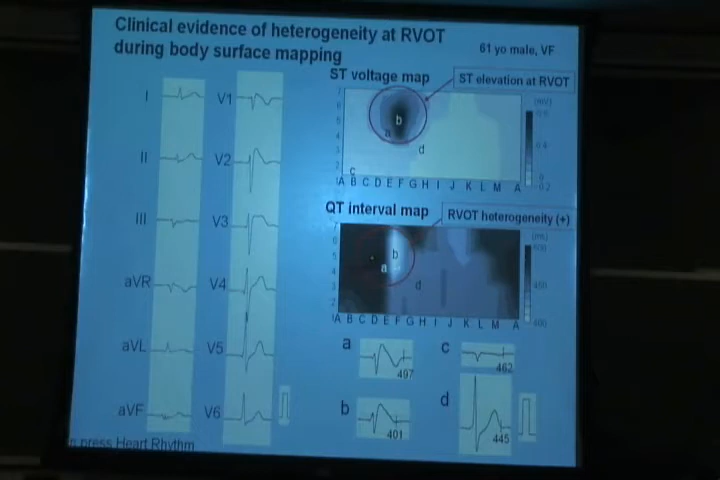 Clinical evidence of heterogeneity at RVOT
during body surface mapping
61 yo male, VF
ST voltage map
ST elevation at RVOT
I
V1
II
V2
III
V3
aVR
V4
aVL
V5
aVF
V6
(mV)
b
a
d
c
A B C D E F G H I J K L M A
QT interval map
RVOT heterogeneity (+)
b
a
d
A B C D E F G H I J K L M A
a
497
c
462
b
401
d
445
press Heart Rhythm